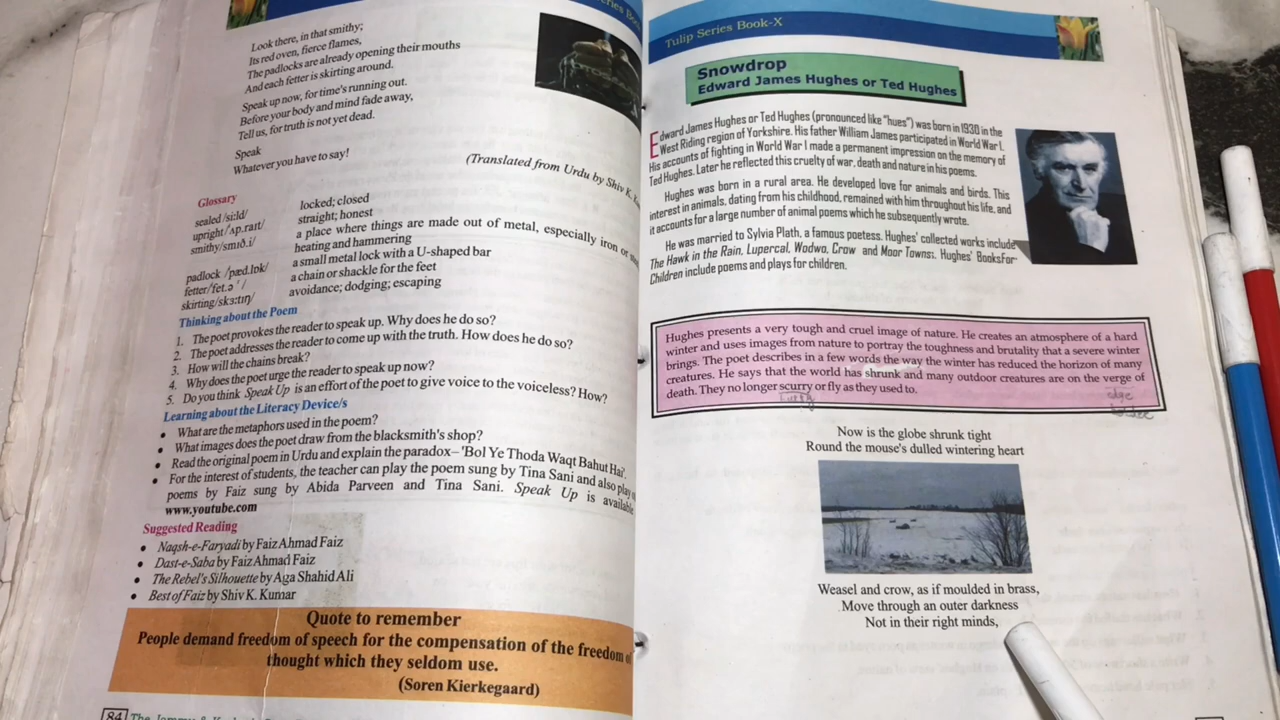 Series Book
Look there, in that smithy;
Its red oven, fierce flames,
The padlocks are already opening their mouths
And each fetter is skirting around.
Speak up now, for time's running out.
Before your body and mind fade away,
Tell us, for truth is not yet dead.
Speak
Whatever you have to say!
(Translated from Urdu by Shiv K.
Glossary
sealed /si:ld/ locked; closed
upright/ʌp.raɪt/ straight; honest
smithy/smɪð.i/ a place where things are made out of metal, especially iron or
heating and hammering
padlock /pæd.lɒk/ a small metal lock with a U-shaped bar
fetter/fet.ə ʳ/ a chain or shackle for the feet
skirting/skɜ:tɪŋ/ avoidance; dodging; escaping
Thinking about the Poem
1. The poet provokes the reader to speak up. Why does he do so?
2. The poet addresses the reader to come up with the truth. How does he do so?
3. How will the chains break?
4. Why does the poet urge the reader to speak up now?
5. Do you think Speak Up is an effort of the poet to give voice to the voiceless? How?
Learning about the Literacy Device/s
• What are the metaphors used in the poem?
• What images does the poet draw from the blacksmith's shop?
• Read the original poem in Urdu and explain the paradox– 'Bol Ye Thoda Waqt Bahut Hai'.
• For the interest of students, the teacher can play the poem sung by Tina Sani and also play
poems by Faiz sung by Abida Parveen and Tina Sani. Speak Up is available
www.youtube.com
Suggested Reading
• Naqsh-e-Faryadi by Faiz Ahmad Faiz
• Dast-e-Saba by Faiz Ahmad Faiz
• The Rebel's Silhouette by Aga Shahid Ali
• Best of Faiz by Shiv K. Kumar
Quote to remember
People demand freedom of speech for the compensation of the freedom of
thought which they seldom use.
(Soren Kierkegaard)
84 The Jammu &
Tulip Series Book-X
Snowdrop
Edward James Hughes or Ted Hughes
Edward James Hughes or Ted Hughes (pronounced like "hues") was born in 1930 in the
West Riding region of Yorkshire. His father William James participated in World War I.
His accounts of fighting in World War I made a permanent impression on the memory of
Ted Hughes. Later he reflected this cruelty of war, death and nature in his poems.
Hughes was born in a rural area. He developed love for animals and birds. This
interest in animals, dating from his childhood, remained with him throughout his life, and
it accounts for a large number of animal poems which he subsequently wrote.
He was married to Sylvia Plath, a famous poetess. Hughes' collected works include
The Hawk in the Rain, Lupercal, Wodwo, Crow and Moor Towns;. Hughes' BooksFor
Children include poems and plays for children.
Hughes presents a very tough and cruel image of nature. He creates an atmosphere of a hard
winter and uses images from nature to portray the toughness and brutality that a severe winter
brings. The poet describes in a few words the way the winter has reduced the horizon of many
creatures. He says that the world has shrunk and many outdoor creatures are on the verge of
death. They no longer scurry or fly as they used to.
edge
Now is the globe shrunk tight
Round the mouse's dulled wintering heart
Weasel and crow, as if moulded in brass,
Move through an outer darkness
Not in their right minds,